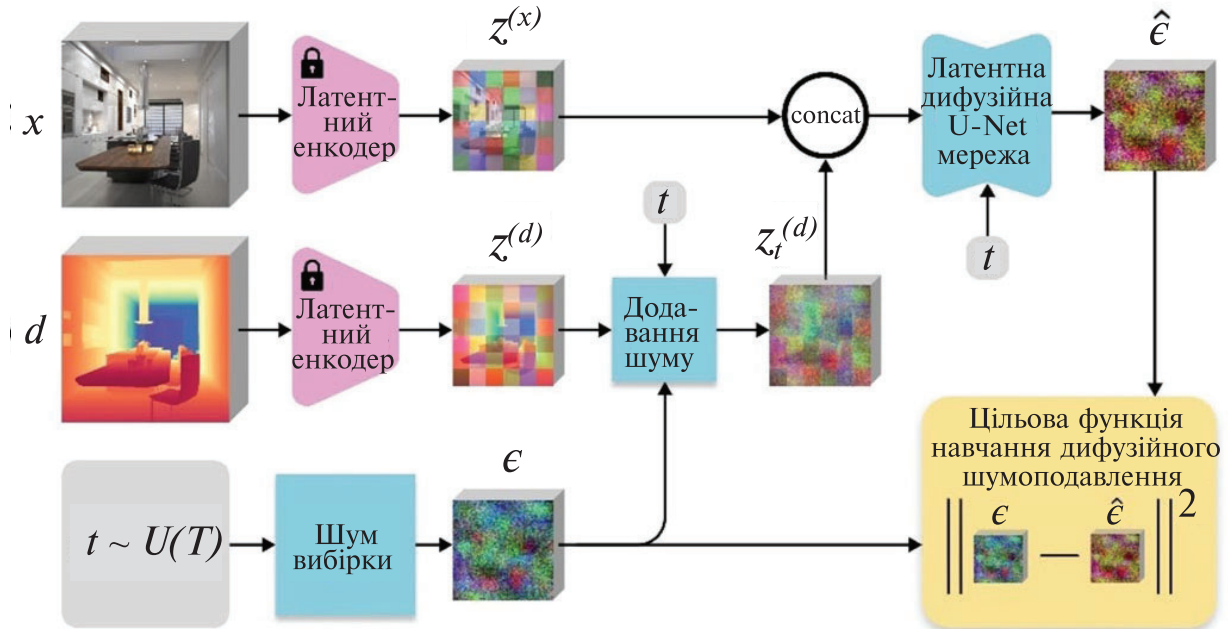 x
Латент-
ний
енкодер
z^(x)
concat
Латентна
дифузійна
U-Net
мережа
ϵ̂
t
d
Латент-
ний
енкодер
z^(d)
t
Дода-
вання
шуму
z_t^(d)
t ~ U(T)
Шум
вибірки
ϵ
Цільова функція
навчання дифузійного
шумоподавлення
|| ϵ — ϵ̂ ||²